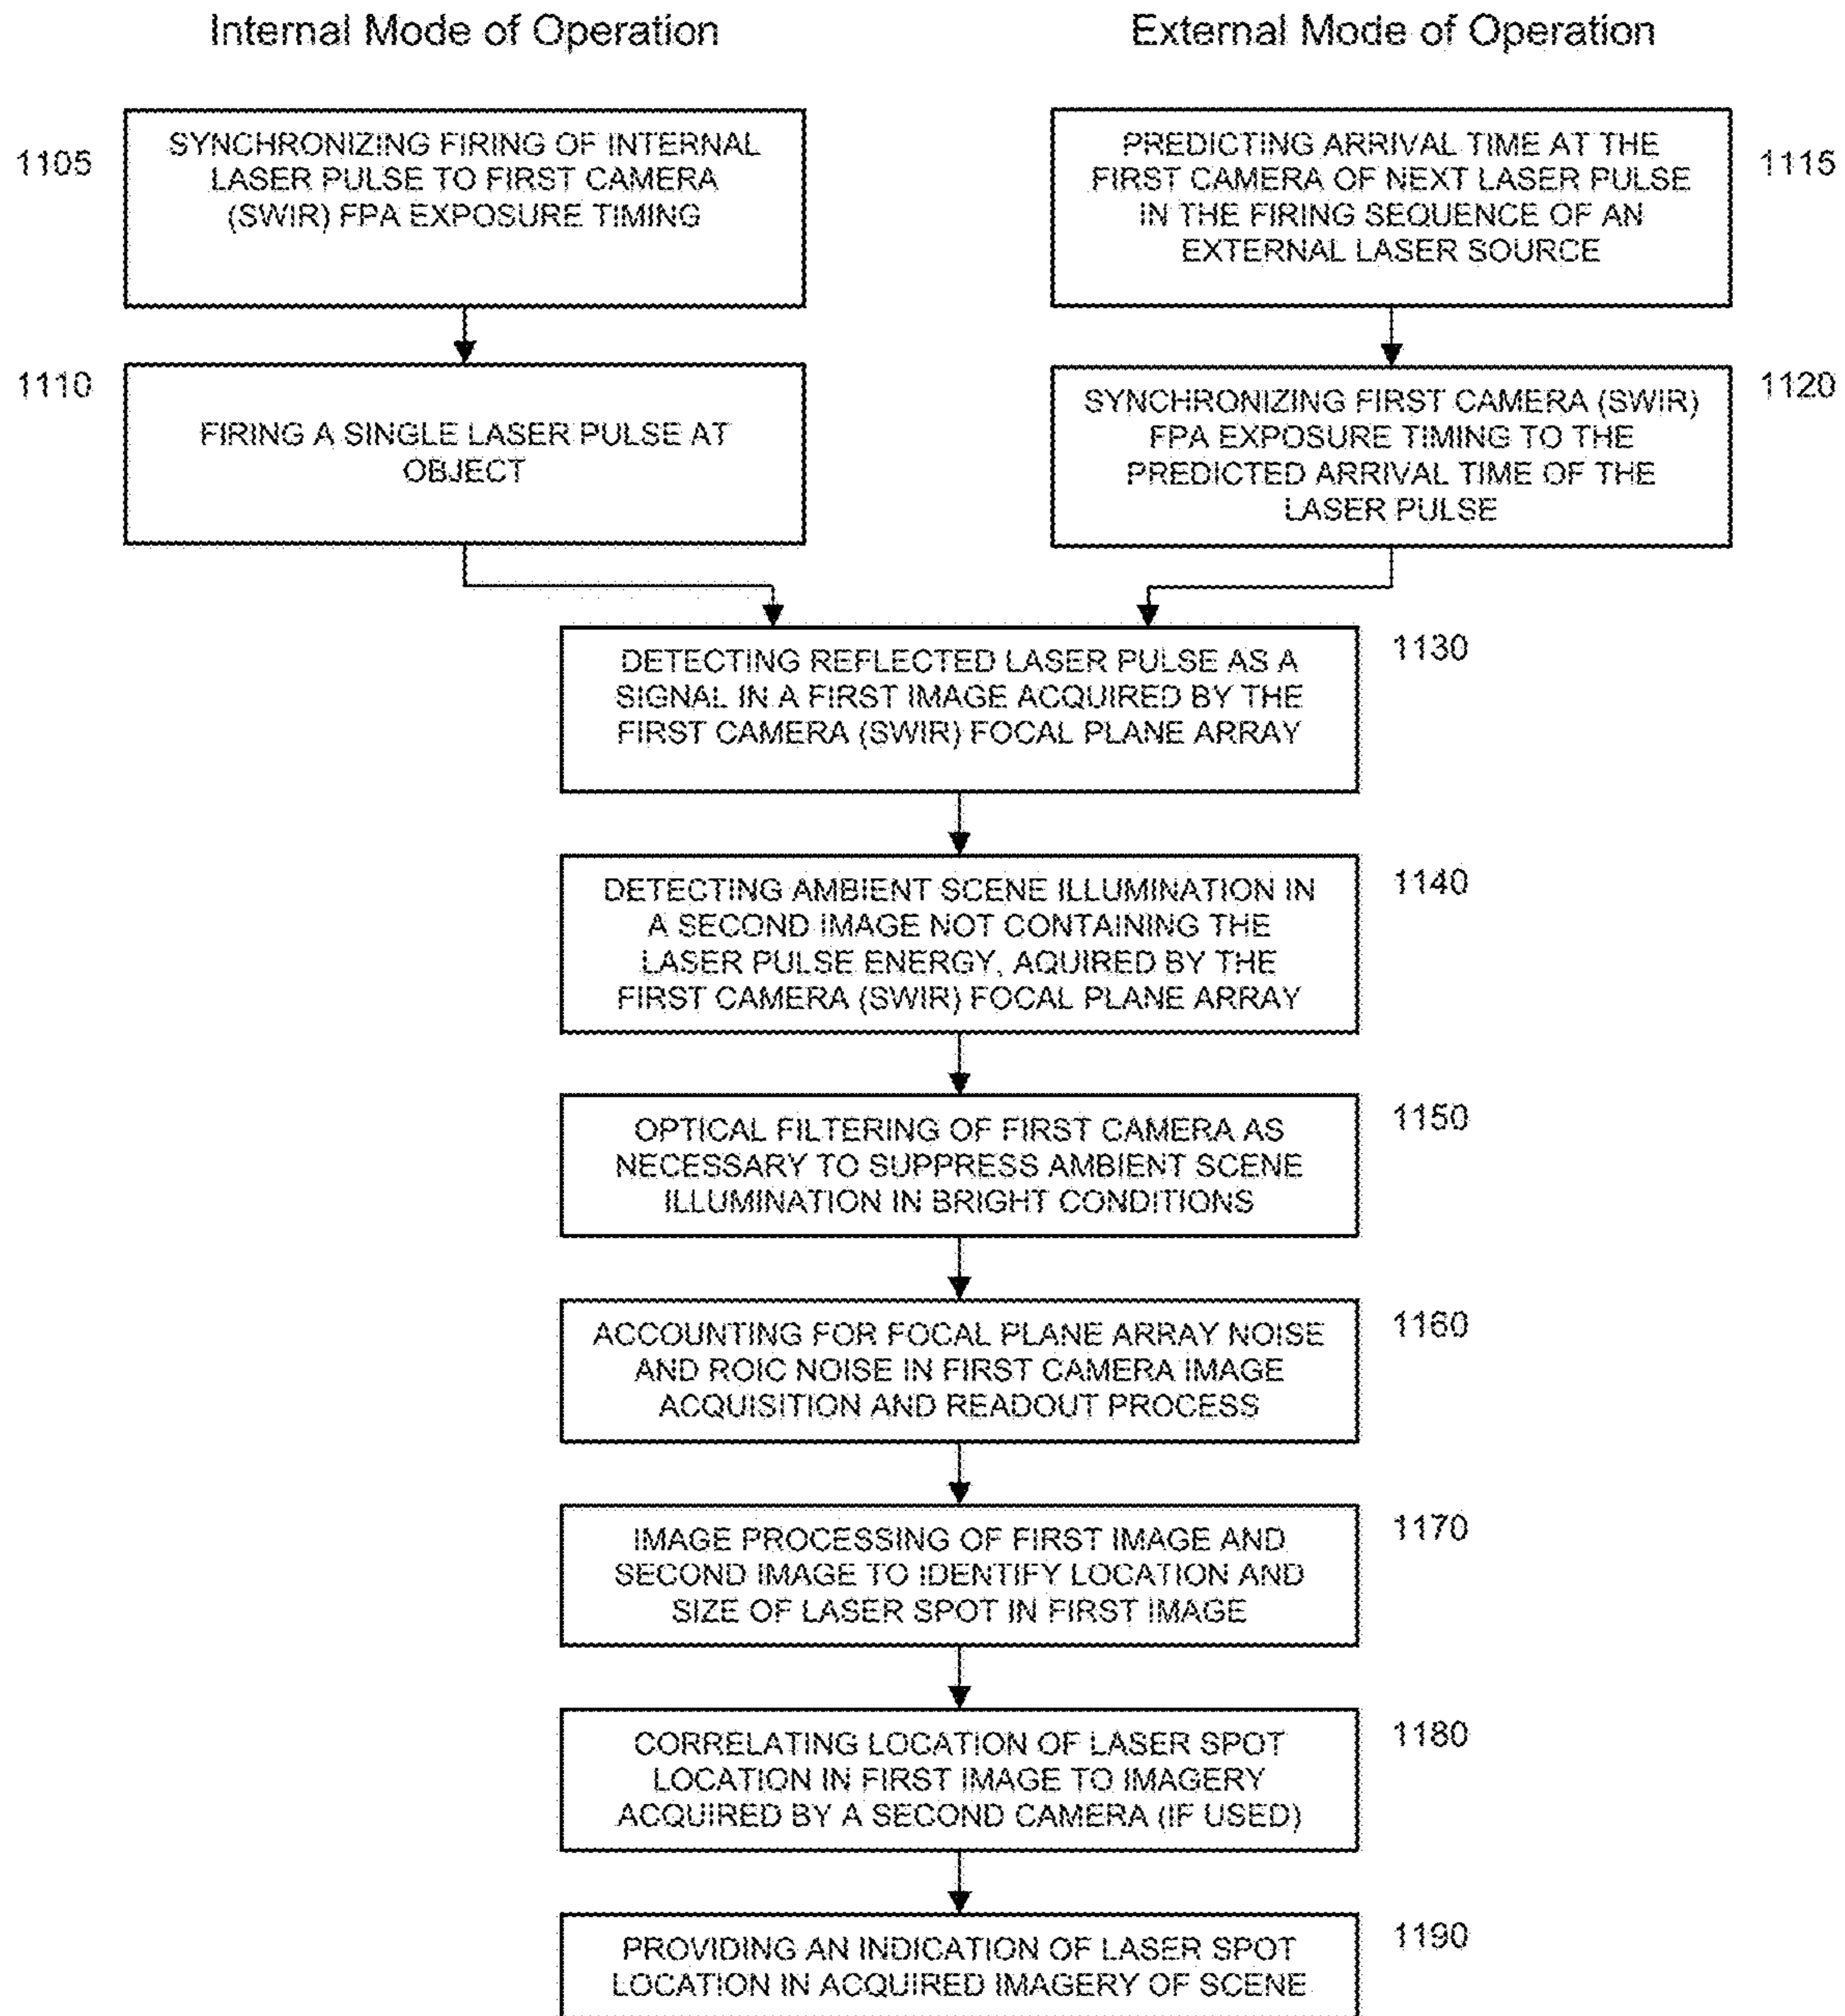 Internal Mode of Operation
External Mode of Operation
1105
SYNCHRONIZING FIRING OF INTERNAL
LASER PULSE TO FIRST CAMERA
(SWIR) FPA EXPOSURE TIMING
PREDICTING ARRIVAL TIME AT THE
FIRST CAMERA OF NEXT LASER PULSE
IN THE FIRING SEQUENCE OF AN
EXTERNAL LASER SOURCE
1115
1110
FIRING A SINGLE LASER PULSE AT
OBJECT
SYNCHRONIZING FIRST CAMERA (SWIR)
FPA EXPOSURE TIMING TO THE
PREDICTED ARRIVAL TIME OF THE
LASER PULSE
1120
DETECTING REFLECTED LASER PULSE AS A
SIGNAL IN A FIRST IMAGE ACQUIRED BY THE
FIRST CAMERA (SWIR) FOCAL PLANE ARRAY
1130
DETECTING AMBIENT SCENE ILLUMINATION IN
A SECOND IMAGE NOT CONTAINING THE
LASER PULSE ENERGY, AQUIRED BY THE
FIRST CAMERA (SWIR) FOCAL PLANE ARRAY
1140
OPTICAL FILTERING OF FIRST CAMERA AS
NECESSARY TO SUPPRESS AMBIENT SCENE
ILLUMINATION IN BRIGHT CONDITIONS
1150
ACCOUNTING FOR FOCAL PLANE ARRAY NOISE
AND ROIC NOISE IN FIRST CAMERA IMAGE
ACQUISITION AND READOUT PROCESS
1160
IMAGE PROCESSING OF FIRST IMAGE AND
SECOND IMAGE TO IDENTIFY LOCATION AND
SIZE OF LASER SPOT IN FIRST IMAGE
1170
CORRELATING LOCATION OF LASER SPOT
LOCATION IN FIRST IMAGE TO IMAGERY
ACQUIRED BY A SECOND CAMERA (IF USED)
1180
PROVIDING AN INDICATION OF LASER SPOT
LOCATION IN ACQUIRED IMAGERY OF SCENE
1190